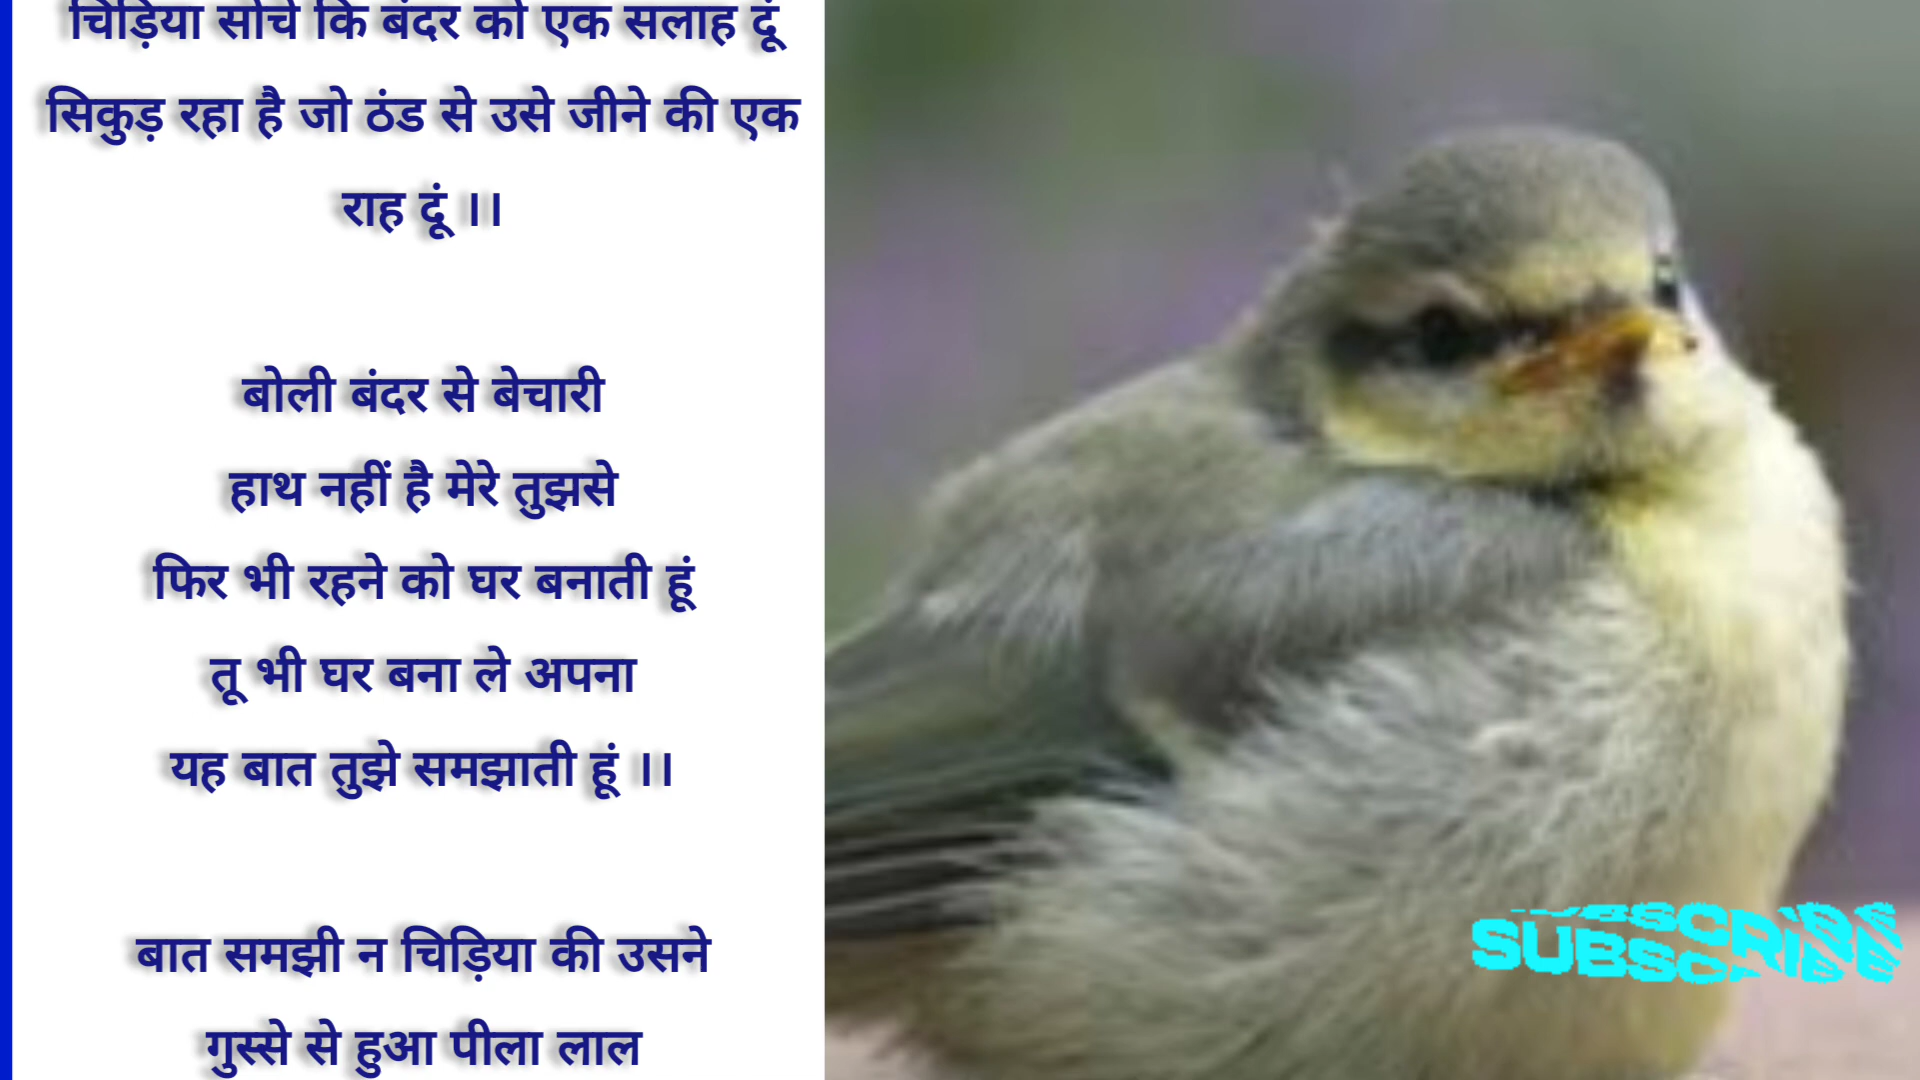 चिड़िया सोचे कि बंदर को एक सलाह दूं
सिकुड़ रहा है जो ठंड से उसे जीने की एक
राह दूं ।।
बोली बंदर से बेचारी
हाथ नहीं है मेरे तुझसे
फिर भी रहने को घर बनाती हूं
तू भी घर बना ले अपना
यह बात तुझे समझाती हूं ।।
बात समझी न चिड़िया की उसने
गुस्से से हुआ पीला लाल
SUBSCRIBE